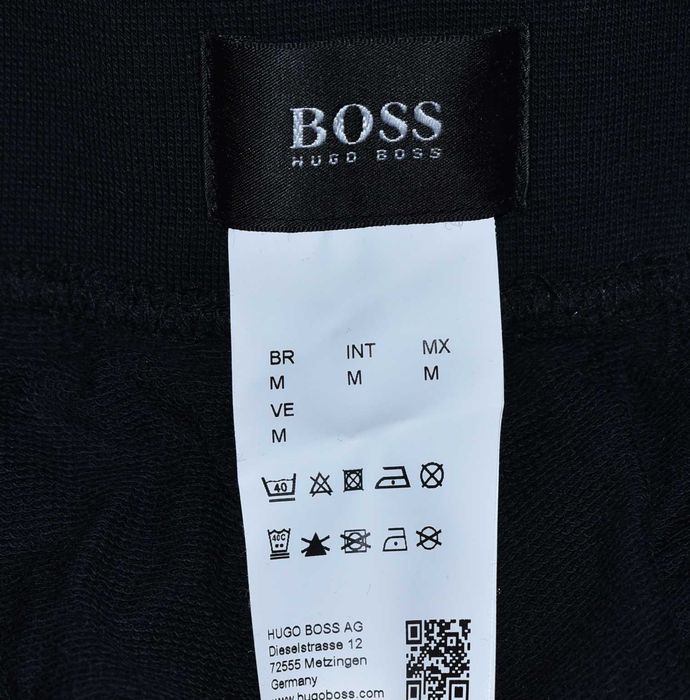 BOSS
HUGO BOSS
BR INT MX
M M M
VE
M
40
40C
HUGO BOSS AG
Dieselstrasse 12
72555 Metzingen
Germany
www.hugoboss.com